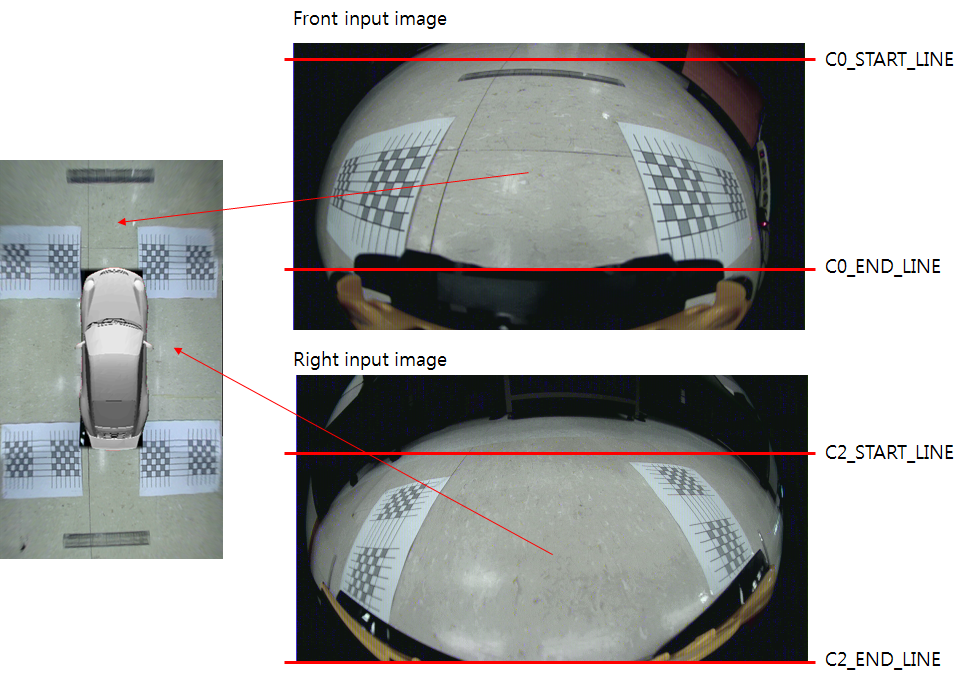 Front input image
C0_START_LINE
C0_END_LINE
Right input image
C2_START_LINE
C2_END_LINE